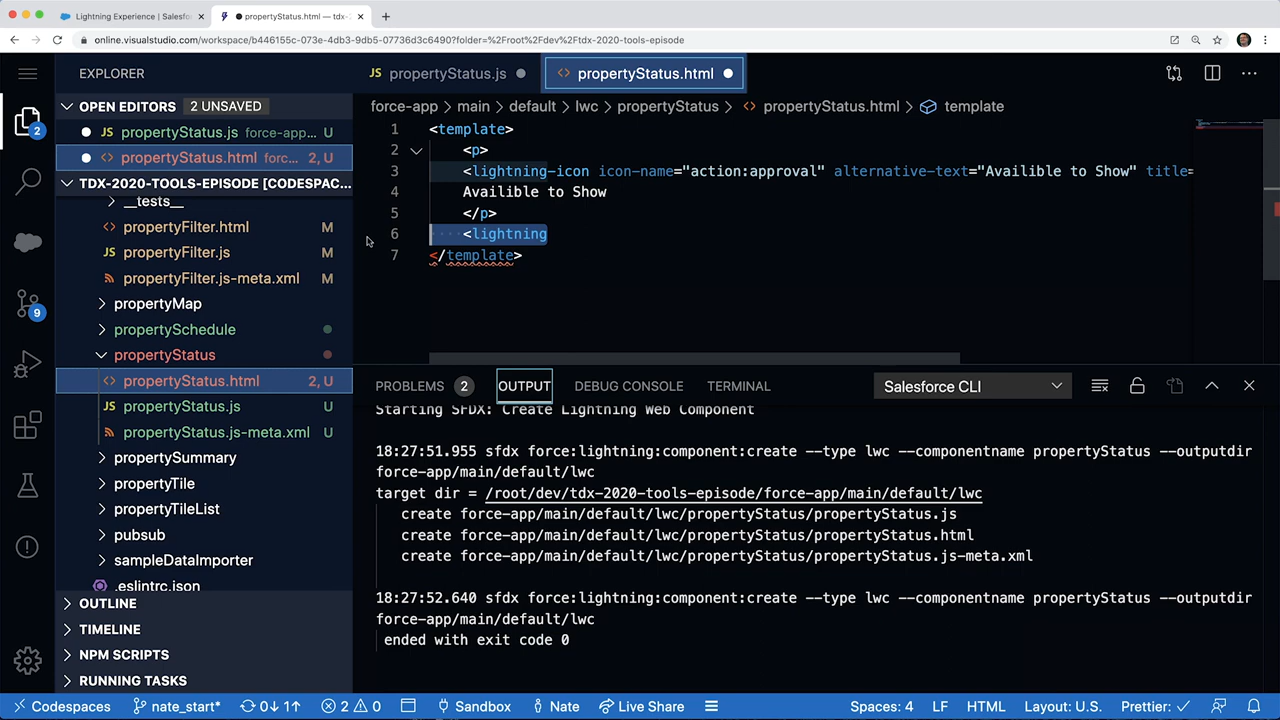 Lightning Experience | Salesfo
propertyStatus.html — tdx-
online.visualstudio.com/workspace/b446155c-073e-4db3-9db5-07736d3c6490?folder=%2Froot%2Fdev%2Ftdx-2020-tools-episode
EXPLORER
JS propertyStatus.js
<> propertyStatus.html
OPEN EDITORS 2 UNSAVED
force-app > main > default > lwc > propertyStatus > <> propertyStatus.html > template
2
JS propertyStatus.js force-app... U
<> propertyStatus.html forc... 2, U
TDX-2020-TOOLS-EPISODE [CODESPAC...
1 <template>
2 <p>
3 <lightning-icon icon-name="action:approval" alternative-text="Availible to Show" title=
4 Availible to Show
5 </p>
6 <lightning
7 </template>
__tests__
<> propertyFilter.html M
JS propertyFilter.js M
propertyFilter.js-meta.xml M
propertyMap
9
propertySchedule
propertyStatus
<> propertyStatus.html 2, U
JS propertyStatus.js U
propertyStatus.js-meta.xml U
propertySummary
propertyTile
propertyTileList
pubsub
sampleDataImporter
.eslintrc.json
OUTLINE
TIMELINE
NPM SCRIPTS
RUNNING TASKS
PROBLEMS 2 OUTPUT DEBUG CONSOLE TERMINAL Salesforce CLI
Starting SFDX: Create Lightning Web Component
18:27:51.955 sfdx force:lightning:component:create --type lwc --componentname propertyStatus --outputdir
force-app/main/default/lwc
target dir = /root/dev/tdx-2020-tools-episode/force-app/main/default/lwc
create force-app/main/default/lwc/propertyStatus/propertyStatus.js
create force-app/main/default/lwc/propertyStatus/propertyStatus.html
create force-app/main/default/lwc/propertyStatus/propertyStatus.js-meta.xml
18:27:52.640 sfdx force:lightning:component:create --type lwc --componentname propertyStatus --outputdir
force-app/main/default/lwc
ended with exit code 0
Codespaces nate_start* 0↓ 1↑ 2 0 Sandbox Nate Live Share Spaces: 4 LF HTML Layout: U.S. Prettier: ✓